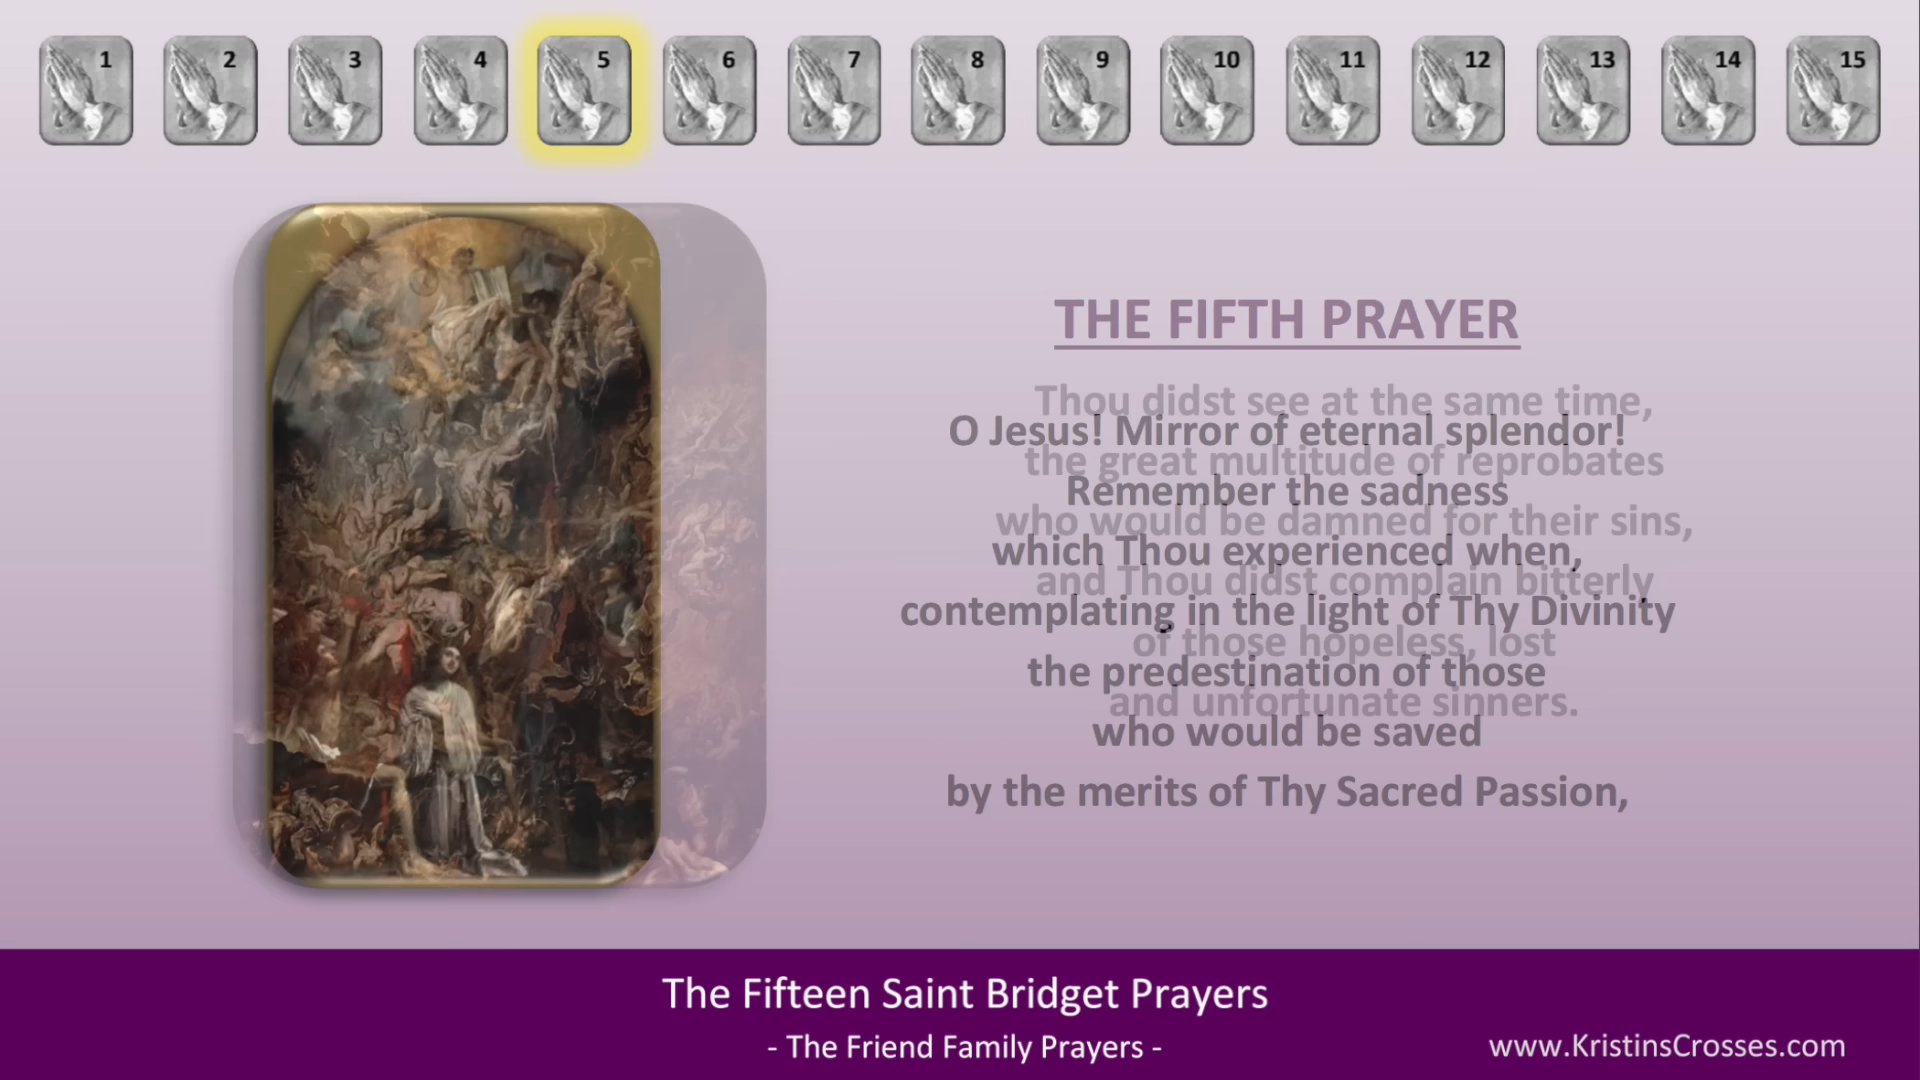 1 2 3 4 5 6 7 8 9 10 11 12 13 14 15
THE FIFTH PRAYER
O Jesus! Mirror of eternal splendor!
Remember the sadness
which Thou experienced when,
contemplating in the light of Thy Divinity
the predestination of those
who would be saved
by the merits of Thy Sacred Passion,
Thou didst see at the same time,
the great multitude of reprobates
who would be damned for their sins,
and Thou didst complain bitterly
of those hopeless, lost
and unfortunate sinners.
The Fifteen Saint Bridget Prayers
- The Friend Family Prayers -
www.KristinsCrosses.com